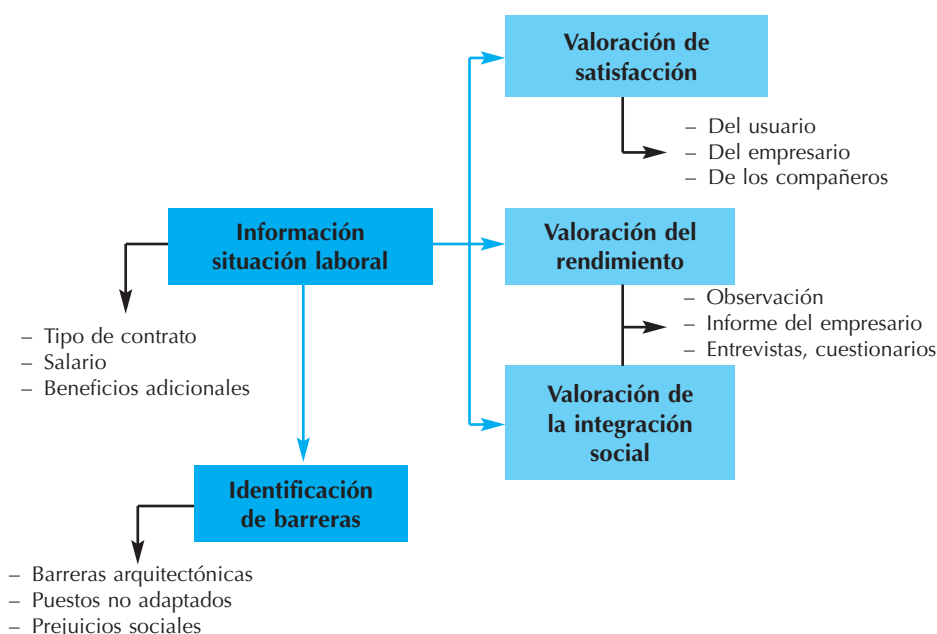 Valoración de
satisfacción
– Del usuario
– Del empresario
– De los compañeros
Información
situación laboral
– Tipo de contrato
– Salario
– Beneficios adicionales
Valoración del
rendimiento
– Observación
– Informe del empresario
– Entrevistas, cuestionarios
Valoración de
la integración
social
Identificación
de barreras
– Barreras arquitectónicas
– Puestos no adaptados
– Prejuicios sociales